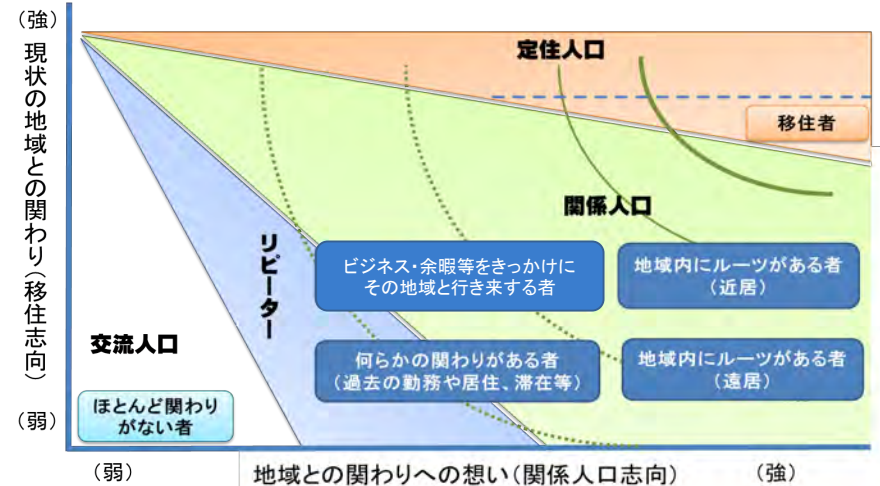 （強）
現状の地域との関わり（移住志向）
（弱）
定住人口
移住者
関係人口
リピーター
ビジネス・余暇等をきっかけに
その地域と行き来する者
地域内にルーツがある者
（近居）
何らかの関わりがある者
（過去の勤務や居住、滞在等）
地域内にルーツがある者
（遠居）
交流人口
ほとんど関わり
がない者
（弱）
地域との関わりへの想い（関係人口志向）
（強）